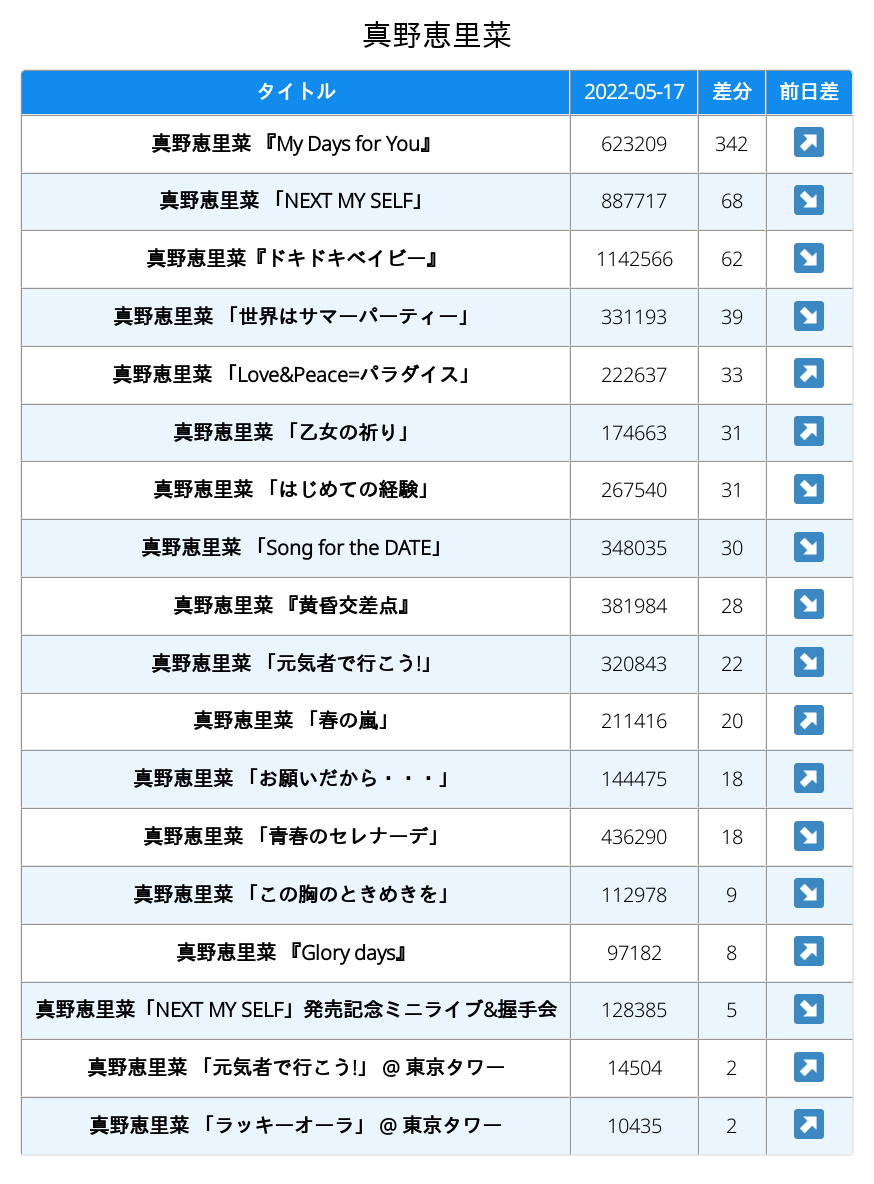 真野恵里菜
タイトル 2022-05-17 差分 前日差
真野恵里菜 『My Days for You』 623209 342 ↗
真野恵里菜 「NEXT MY SELF」 887717 68 ↘
真野恵里菜『ドキドキベイビー』 1142566 62 ↘
真野恵里菜 「世界はサマーパーティー」 331193 39 ↘
真野恵里菜 「Love&Peace=パラダイス」 222637 33 ↗
真野恵里菜 「乙女の祈り」 174663 31 ↗
真野恵里菜 「はじめての経験」 267540 31 ↘
真野恵里菜 「Song for the DATE」 348035 30 ↘
真野恵里菜 『黄昏交差点』 381984 28 ↘
真野恵里菜 「元気者で行こう!」 320843 22 ↘
真野恵里菜 「春の嵐」 211416 20 ↗
真野恵里菜 「お願いだから・・・」 144475 18 ↗
真野恵里菜 「青春のセレナーデ」 436290 18 ↘
真野恵里菜 「この胸のときめきを」 112978 9 ↘
真野恵里菜 『Glory days』 97182 8 ↗
真野恵里菜「NEXT MY SELF」発売記念ミニライブ&握手会 128385 5 ↘
真野恵里菜 「元気者で行こう!」 @ 東京タワー 14504 2 ↗
真野恵里菜 「ラッキーオーラ」 @ 東京タワー 10435 2 ↗